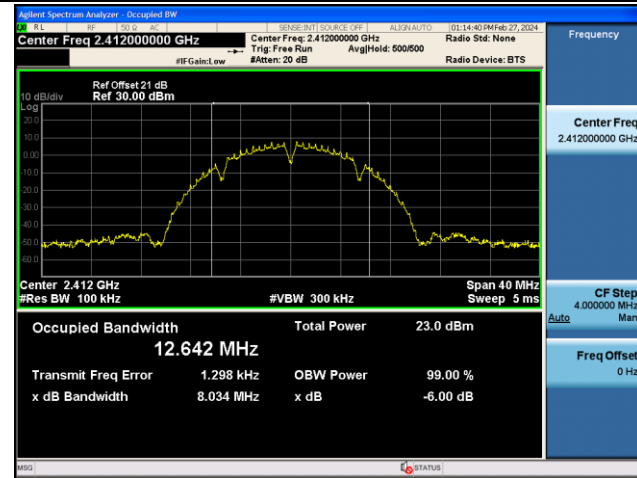 Agilent Spectrum Analyzer - Occupied BW
RL RF 50 Ω AC SENSE:INT SOURCE OFF ALIGN AUTO 01:14:40 PM Feb 27, 2024
Center Freq 2.412000000 GHz
Center Freq: 2.412000000 GHz
Radio Std: None
Trig: Free Run Avg|Hold: 500/500
#IFGain:Low
#Atten: 20 dB
Radio Device: BTS
Ref Offset 21 dB
10 dB/div Ref 30.00 dBm
Log
20.0
10.0
0.00
-10.0
-20.0
-30.0
-40.0
-50.0
-60.0
Center 2.412 GHz
Span 40 MHz
#Res BW 100 kHz
#VBW 300 kHz
Sweep 5 ms
Occupied Bandwidth
Total Power 23.0 dBm
12.642 MHz
Transmit Freq Error 1.298 kHz
OBW Power 99.00 %
x dB Bandwidth 8.034 MHz
x dB -6.00 dB
MSG
STATUS
Frequency
Center Freq
2.412000000 GHz
CF Step
4.000000 MHz
Auto Man
Freq Offset
0 Hz